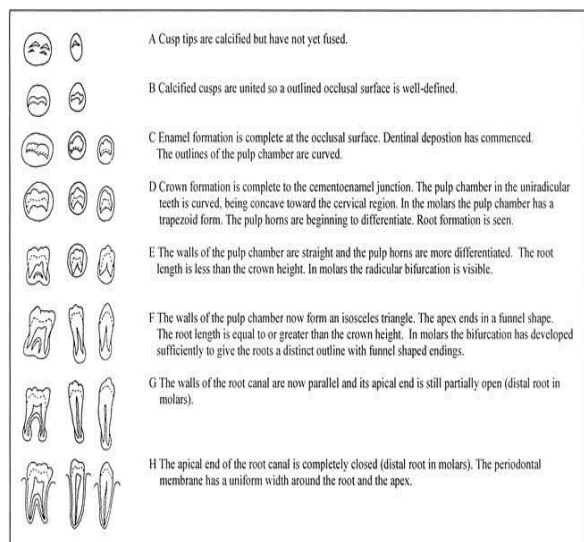 A Cusp tips are calcified but have not yet fused.
B Calcified cusps are united so a outlined occlusal surface is well-defined.
C Enamel formation is complete at the occlusal surface. Dentinal depostion has commenced.
The outlines of the pulp chamber are curved.
D Crown formation is complete to the cementoenamel junction. The pulp chamber in the uniradicular
teeth is curved, being concave toward the cervical region. In the molars the pulp chamber has a
trapezoid form. The pulp horns are beginning to differentiate. Root formation is seen.
E The walls of the pulp chamber are straight and the pulp horns are more differentiated. The root
length is less than the crown height. In molars the radicular bifurcation is visible.
F The walls of the pulp chamber now form an isosceles triangle. The apex ends in a funnel shape.
The root length is equal to or greater than the crown height. In molars the bifurcation has developed
sufficiently to give the roots a distinct outline with funnel shaped endings.
G The walls of the root canal are now parallel and its apical end is still partially open (distal root in
molars).
H The apical end of the root canal is completely closed (distal root in molars). The periodontal
membrane has a uniform width around the root and the apex.